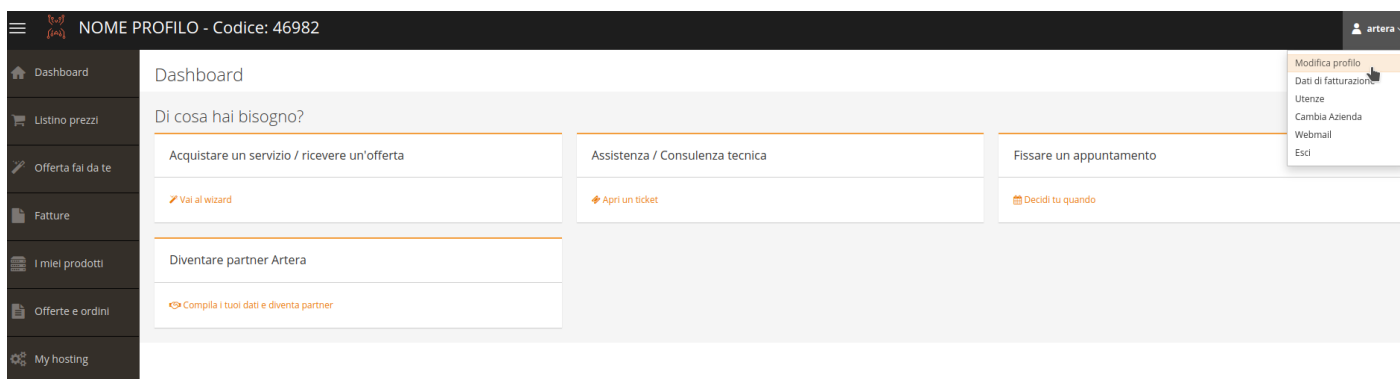 NOME PROFILO - Codice: 46982
artera
Modifica profilo
Dati di fatturazione
Utenze
Cambia Azienda
Webmail
Esci
Dashboard
Listino prezzi
Offerta fai da te
Fatture
I miei prodotti
Offerte e ordini
My hosting
Dashboard
Di cosa hai bisogno?
Acquistare un servizio / ricevere un'offerta
Vai al wizard
Assistenza / Consulenza tecnica
Apri un ticket
Fissare un appuntamento
Decidi tu quando
Diventare partner Artera
Compila i tuoi dati e diventa partner